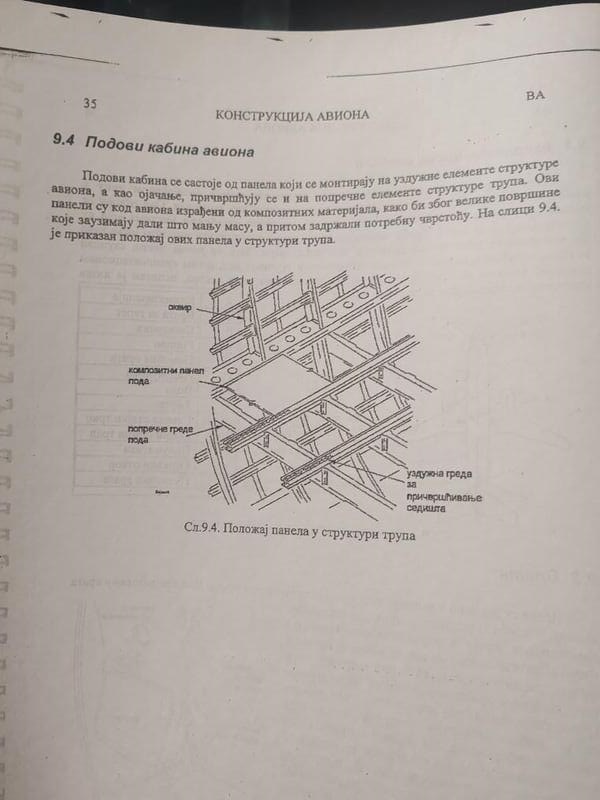 35
КОНСТРУКЦИЈА АВИОНА
ВА
9.4 Подови кабина авиона
Подови кабина се састоје од панела који се монтирају на уздужне елементе структуре
авиона, а као ојачање, причвршћују се и на попречне елементе структуре трупа. Ови
панели су код авиона израђени од композитних материјала, како би због велике површине
које заузимају дали што мању масу, а притом задржали потребну чврстоћу. На слици 9.4.
је приказан положај ових панела у структури трупа.
оквир
композитни панел
пода
попречне греде
пода
уздужна греда
за
причвршћивање
седишта
Сл.9.4. Положај панела у структури трупа